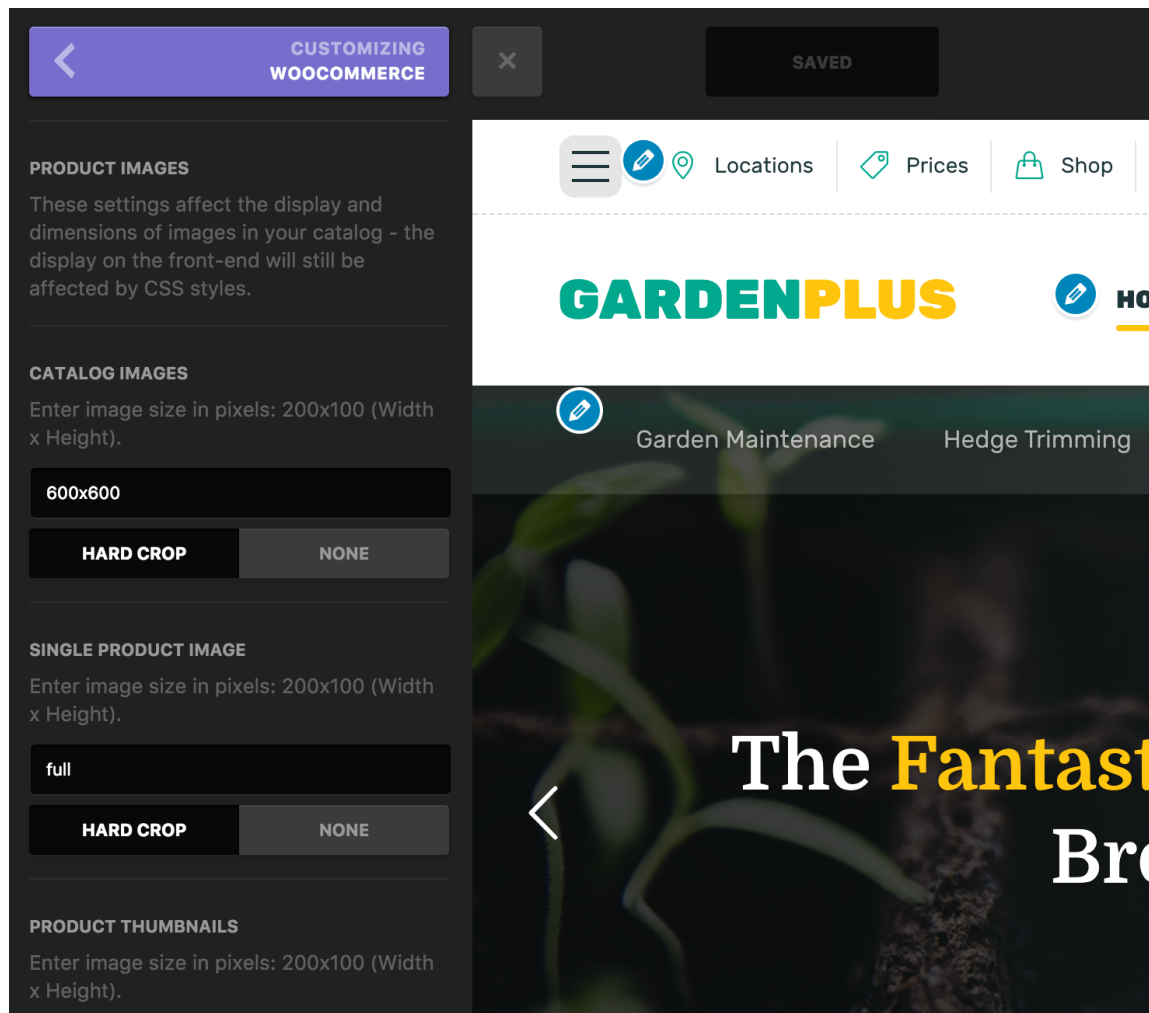 CUSTOMIZING
WOOCOMMERCE
SAVED
PRODUCT IMAGES
These settings affect the display and
dimensions of images in your catalog - the
display on the front-end will still be
affected by CSS styles.
CATALOG IMAGES
Enter image size in pixels: 200x100 (Width
x Height).
600x600
HARD CROP NONE
SINGLE PRODUCT IMAGE
Enter image size in pixels: 200x100 (Width
x Height).
full
HARD CROP NONE
PRODUCT THUMBNAILS
Enter image size in pixels: 200x100 (Width
x Height).
Locations Prices Shop
GARDENPLUS HO
Garden Maintenance Hedge Trimming
The Fantast
Bre